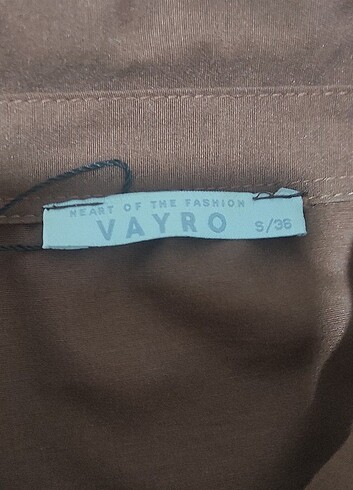 HEART OF THE FASHION
VAYRO S/36